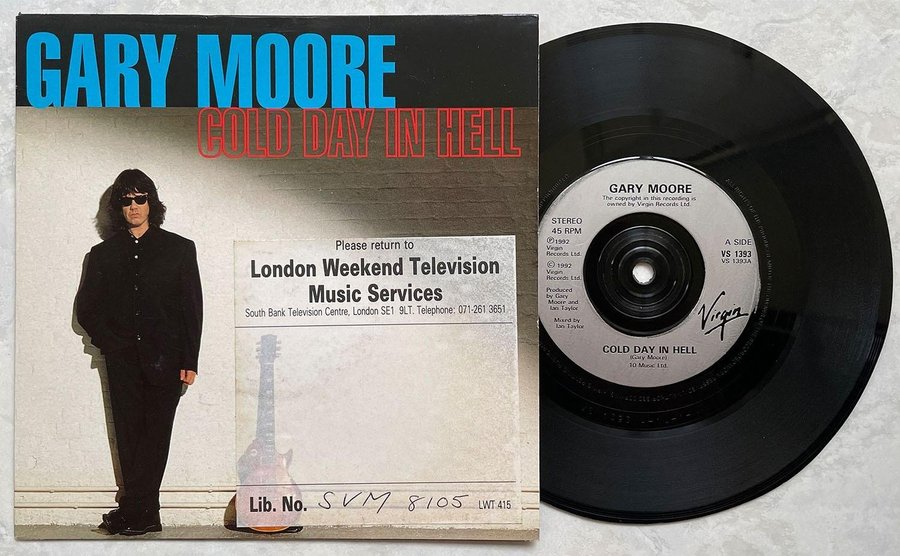 GARY MOORE
COLD DAY IN HELL
Please return to
London Weekend Television
Music Services
South Bank Television Centre, London SE1 9LT. Telephone: 071-261 3651
Lib. No. SVM 8105 LWT 415
GARY MOORE
The copyright in this recording is
owned by Virgin Records Ltd.
STEREO
45 RPM
A SIDE
VS 1393
VS 1393A
℗ 1992
Virgin
Records Ltd.
© 1992
Virgin
Records Ltd.
Produced
by Gary
Moore and
Ian Taylor
Mixed by
Ian Taylor
Virgin
COLD DAY IN HELL
(Gary Moore)
10 Music Ltd.